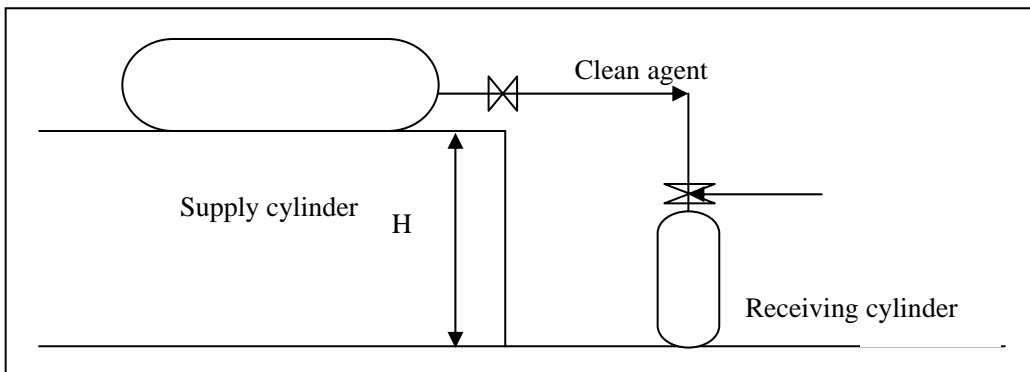 Clean agent
Supply cylinder
H
Receiving cylinder